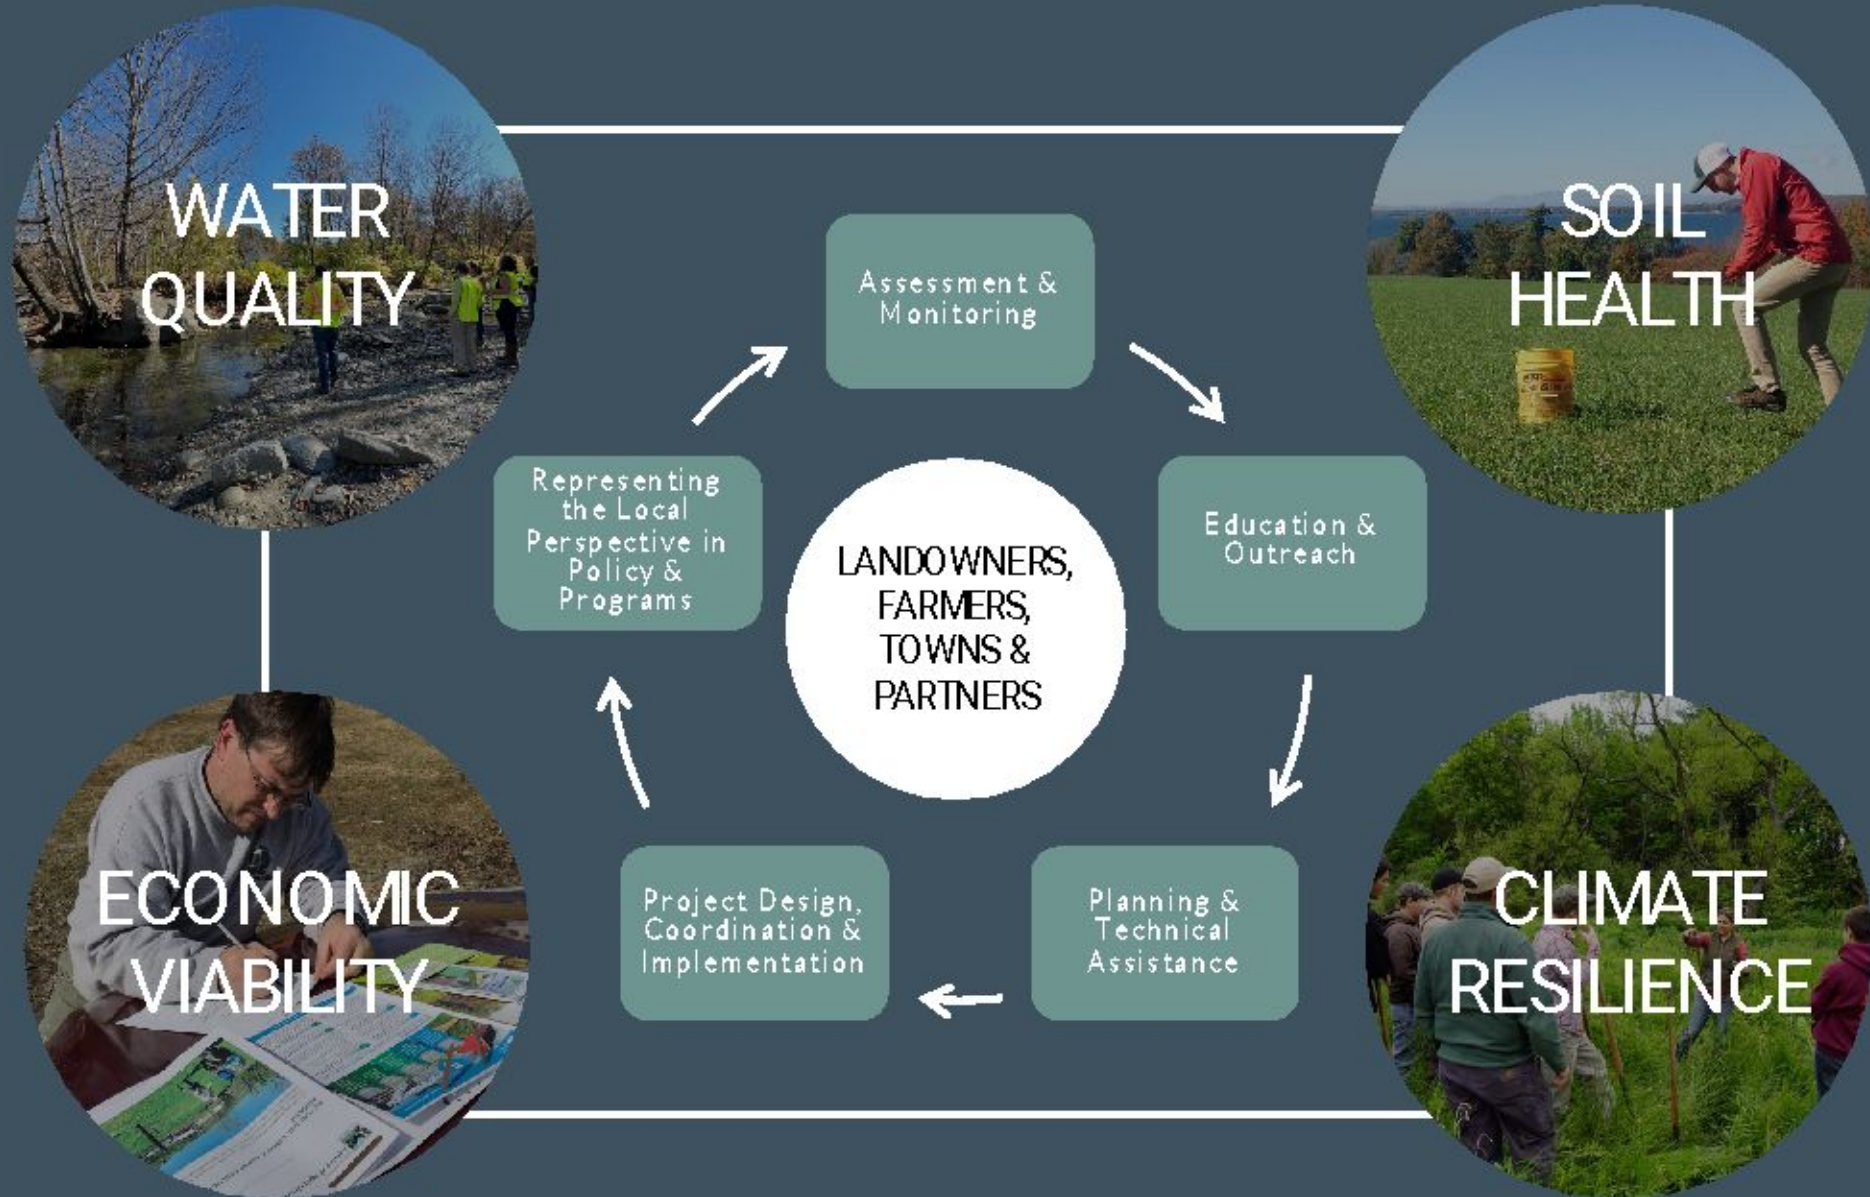 WATER
QUALITY
SOIL
HEALTH
Assessment &
Monitoring
Representing
the Local
Perspective in
Policy &
Programs
LANDOWNERS,
FARMERS,
TOWNS &
PARTNERS
Education &
Outreach
ECONOMIC
VIABILITY
Project Design,
Coordination &
Implementation
Planning &
Technical
Assistance
CLIMATE
RESILIENCE